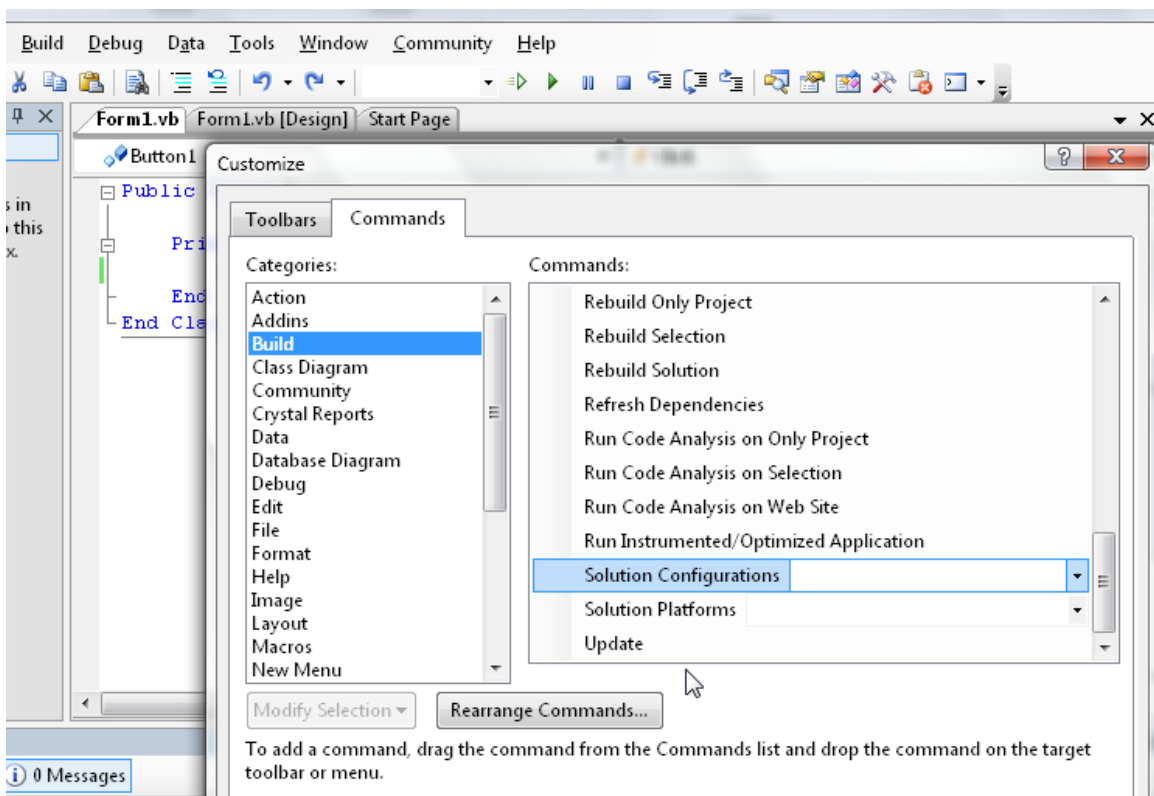 Build Debug Data Tools Window Community Help
Form1.vb Form1.vb [Design] Start Page
Button1
Customize
Public
s in
this
x.
Toolbars Commands
Pri
Categories: Commands:
Action
Addins
Build
Class Diagram
Community
Crystal Reports
Data
Database Diagram
Debug
Edit
File
Format
Help
Image
Layout
Macros
New Menu
Rebuild Only Project
Rebuild Selection
Rebuild Solution
Refresh Dependencies
Run Code Analysis on Only Project
Run Code Analysis on Selection
Run Code Analysis on Web Site
Run Instrumented/Optimized Application
Solution Configurations
Solution Platforms
Update
End
End Cla
Modify Selection
Rearrange Commands...
To add a command, drag the command from the Commands list and drop the command on the target
toolbar or menu.
0 Messages